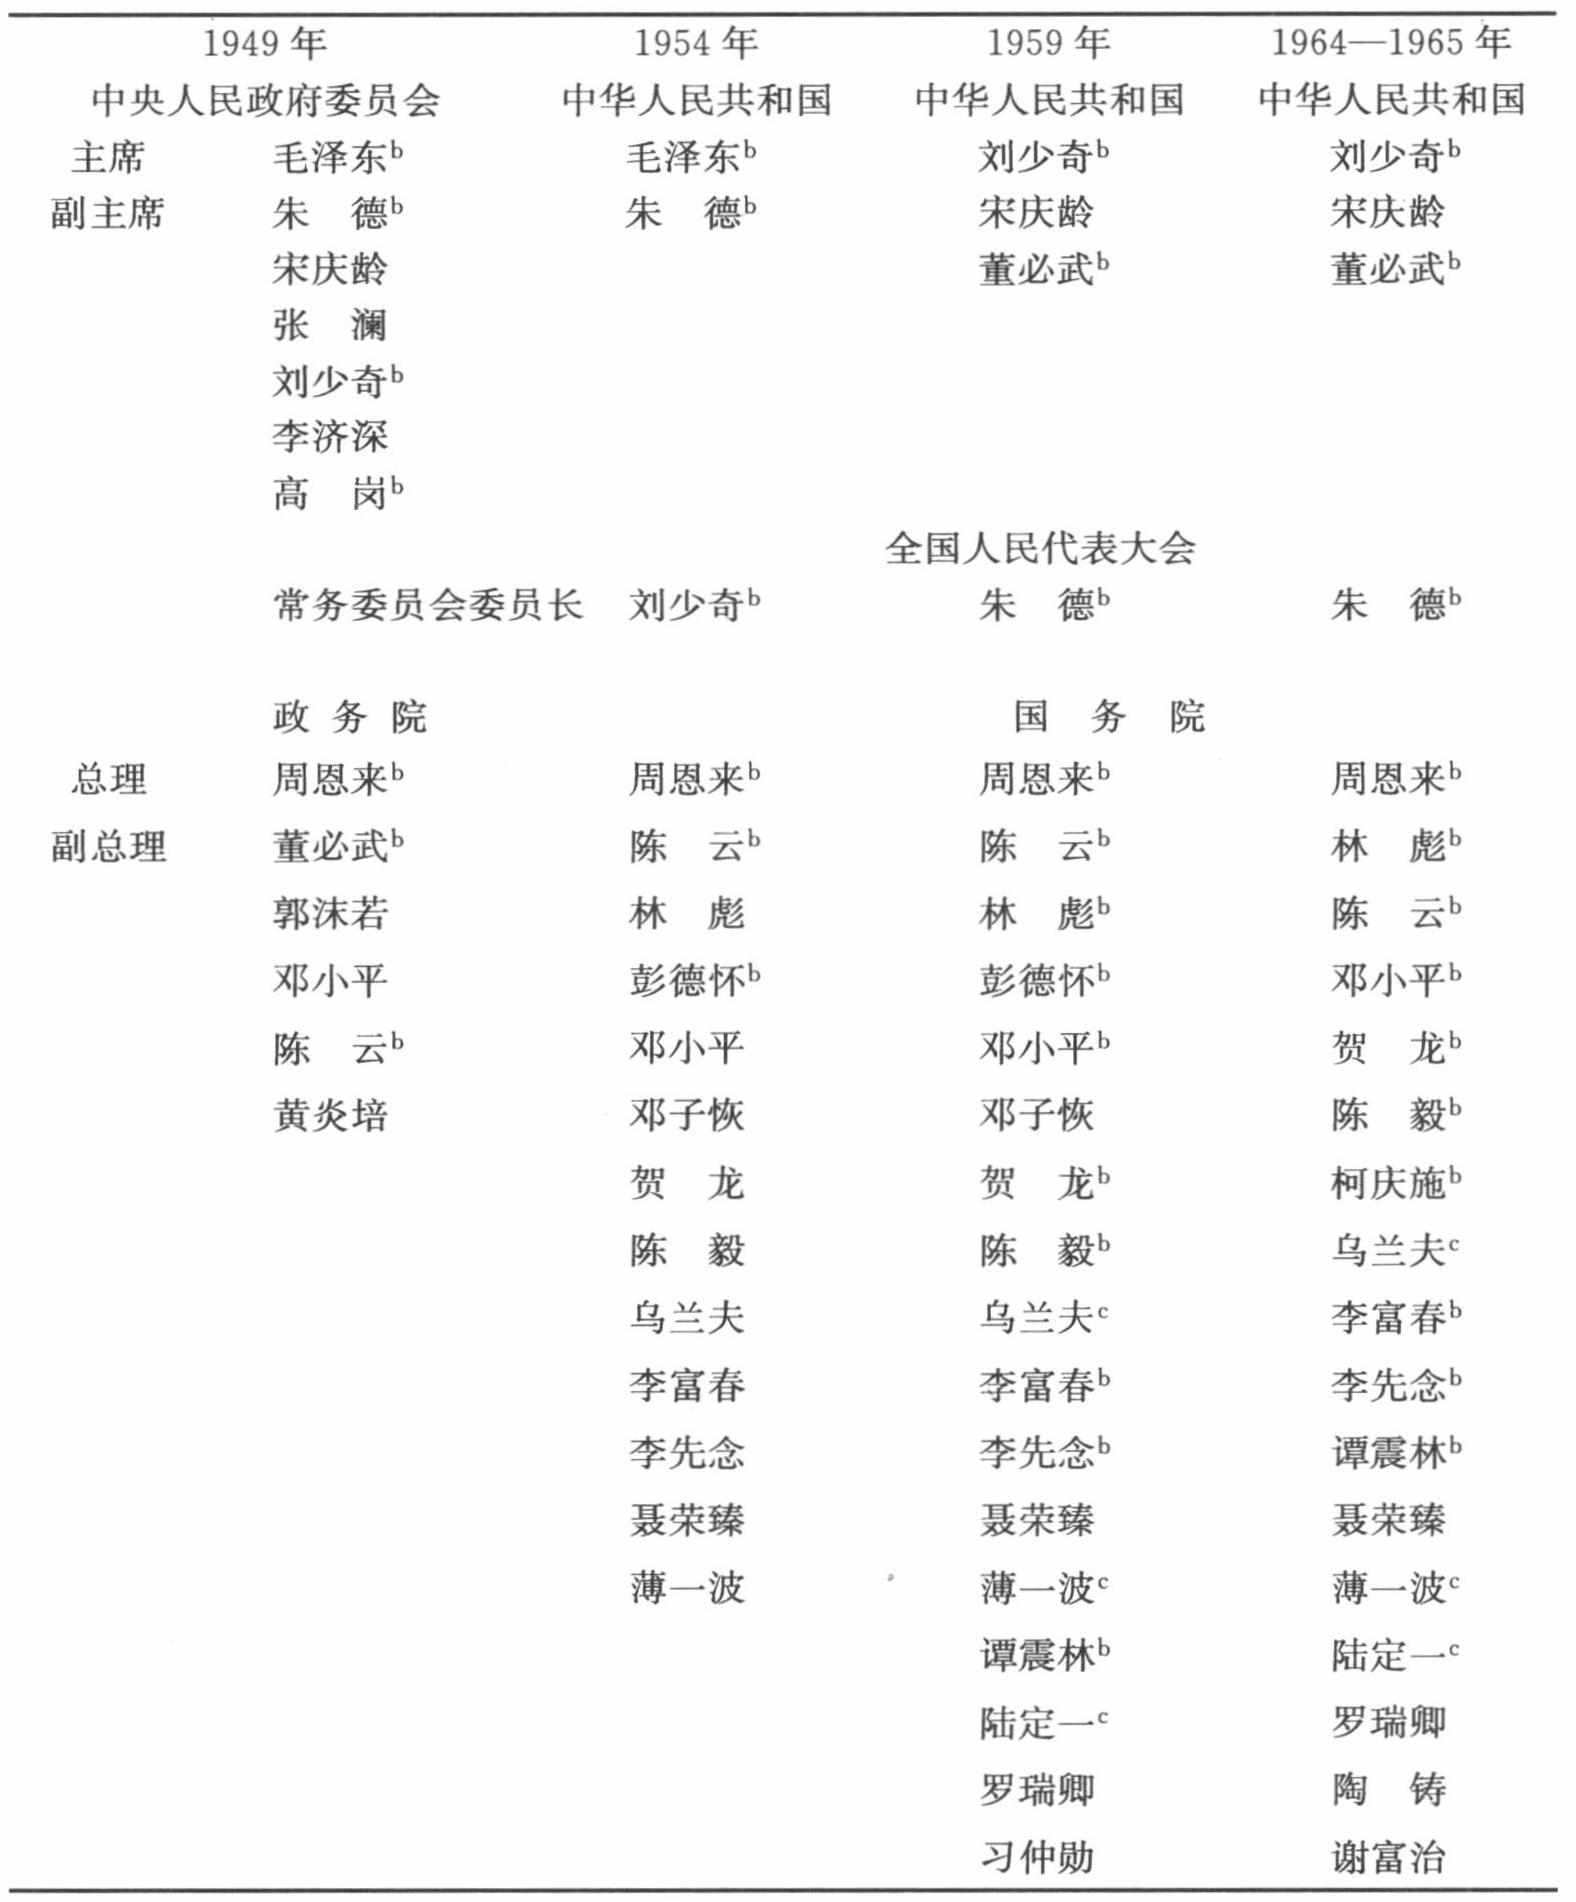 1949 年 1954 年 1959 年 1964—1965 年
中央人民政府委员会 中华人民共和国 中华人民共和国 中华人民共和国
主席 毛泽东b 毛泽东b 刘少奇b 刘少奇b
副主席 朱 德b 朱 德b 宋庆龄 宋庆龄
宋庆龄 董必武b 董必武b
张 澜
刘少奇b
李济深
高 岗b
全国人民代表大会
常务委员会委员长 刘少奇b 朱 德b 朱 德b
政 务 院 国 务 院
总理 周恩来b 周恩来b 周恩来b 周恩来b
副总理 董必武b 陈 云b 陈 云b 林 彪b
郭沫若 林 彪 林 彪b 陈 云b
邓小平 彭德怀b 彭德怀b 邓小平b
陈 云b 邓小平 邓小平b 贺 龙b
黄炎培 邓子恢 邓子恢 陈 毅b
贺 龙 贺 龙b 柯庆施b
陈 毅 陈 毅b 乌兰夫c
乌兰夫 乌兰夫c 李富春b
李富春 李富春b 李先念b
李先念 李先念b 谭震林b
聂荣臻 聂荣臻 聂荣臻
薄一波 薄一波c 薄一波c
谭震林b 陆定一c
陆定一c 罗瑞卿
罗瑞卿 陶 铸
习仲勋 谢富治